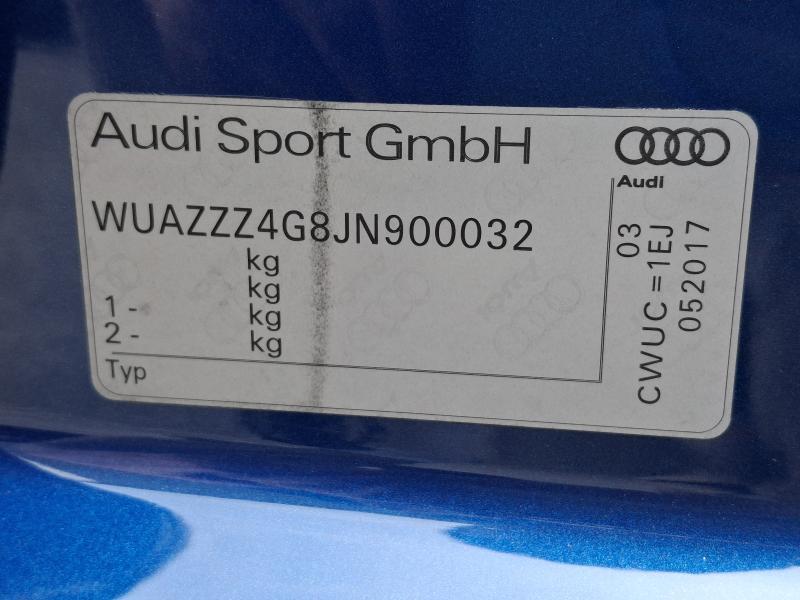 Audi Sport GmbH
Audi
WUAZZZ4G8JN900032
kg
kg
1 - kg
2 - kg
Typ
03
CWUC =1EJ
052017